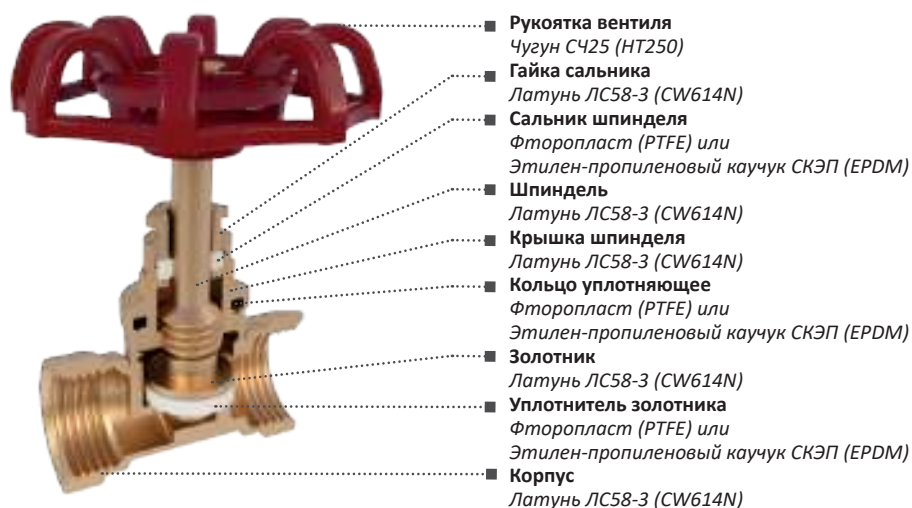 Рукоятка вентиля
Чугун СЧ25 (HT250)
Гайка сальника
Латунь ЛС58-3 (CW614N)
Сальник шпинделя
Фторопласт (PTFE) или
Этилен-пропиленовый каучук СКЭП (EPDM)
Шпиндель
Латунь ЛС58-3 (CW614N)
Крышка шпинделя
Латунь ЛС58-3 (CW614N)
Кольцо уплотняющее
Фторопласт (PTFE) или
Этилен-пропиленовый каучук СКЭП (EPDM)
Золотник
Латунь ЛС58-3 (CW614N)
Уплотнитель золотника
Фторопласт (PTFE) или
Этилен-пропиленовый каучук СКЭП (EPDM)
Корпус
Латунь ЛС58-3 (CW614N)